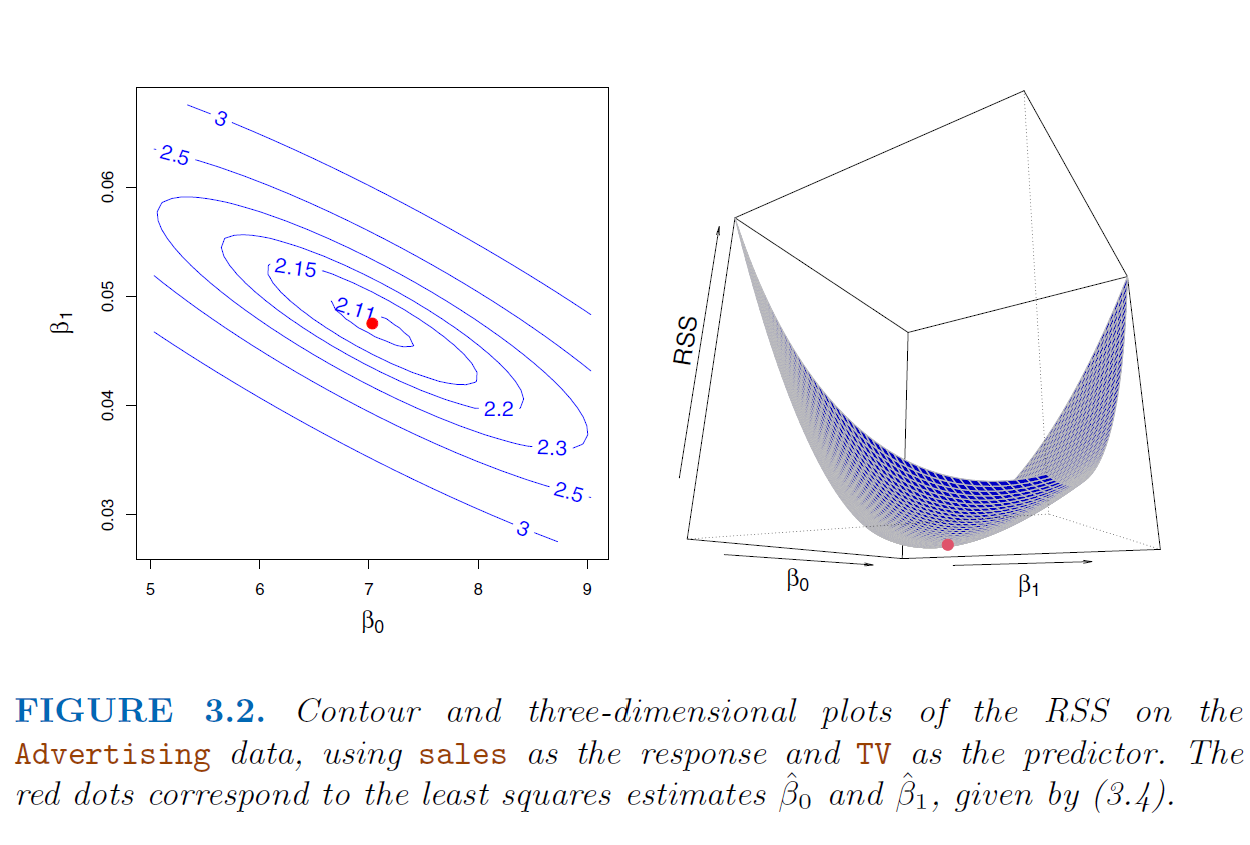 3
2.5
2.15
2.11
2.2
2.3
2.5
3
0.06
0.05
0.04
0.03
β1
5 6 7 8 9
β0
RSS
β0
β1
FIGURE 3.2. Contour and three-dimensional plots of the RSS on the
Advertising data, using sales as the response and TV as the predictor. The
red dots correspond to the least squares estimates β̂0 and β̂1, given by (3.4).